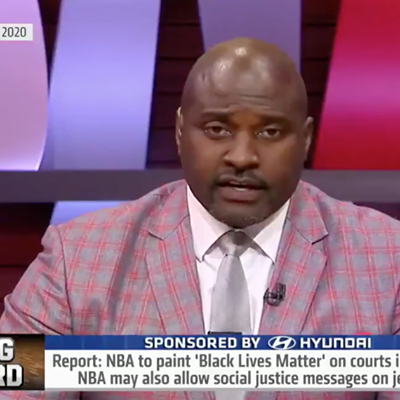 2020
SPONSORED BY HYUNDAI
G
RD
Report: NBA to paint 'Black Lives Matter' on courts i
NBA may also allow social justice messages on je